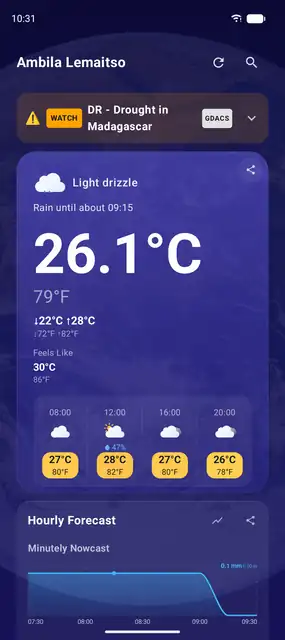 10:31
Ambila Lemaitso
WATCH
DR - Drought in
Madagascar
GDACS
Light drizzle
Rain until about 09:15
26.1°C
79°F
↓22°C ↑28°C
↓72°F ↑82°F
Feels Like
30°C
86°F
08:00 12:00 16:00 20:00
47%
27°C 28°C 27°C 26°C
80°F 82°F 80°F 78°F
Hourly Forecast
Minutely Nowcast
0.1 mm
07:30 08:00 08:30 09:00 09:30